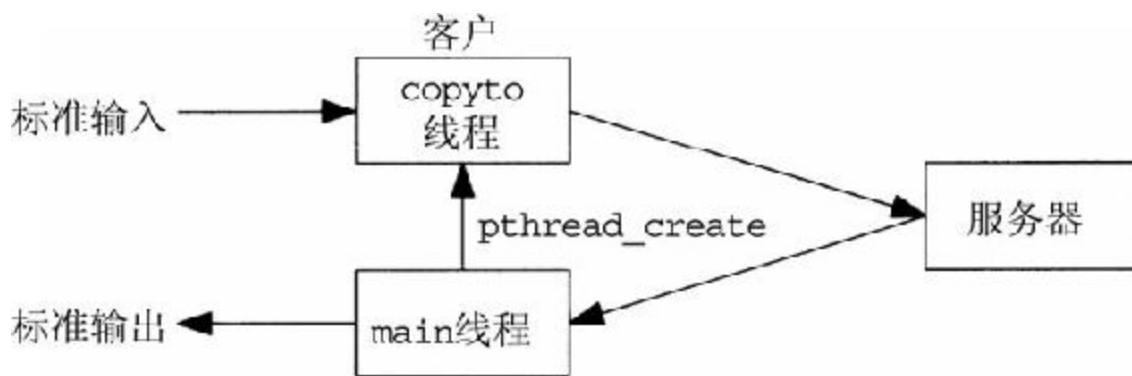 客户
标准输入
copyto
线程
pthread_create
服务器
标准输出
main线程